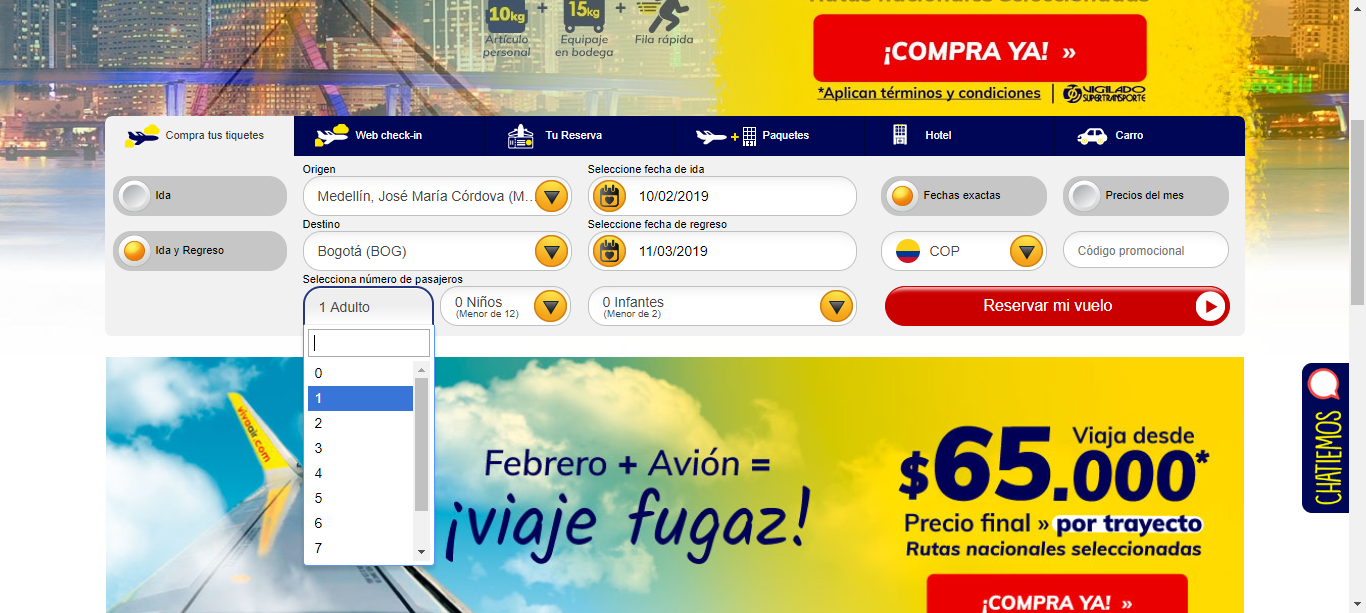 Rutas nacionales seleccionadas
10kg + 15kg +
Artículo personal
Equipaje en bodega
Fila rápida
¡COMPRA YA! »
*Aplican términos y condiciones | VIGILADO SUPERTRANSPORTE
Compra tus tiquetes
Web check-in
Tu Reserva
+ Paquetes
Hotel
Carro
Ida
Ida y Regreso
Origen
Medellín, José María Córdova (M...
Destino
Bogotá (BOG)
Selecciona número de pasajeros
1 Adulto
0 Niños
(Menor de 12)
0 Infantes
(Menor de 2)
Seleccione fecha de ida
10/02/2019
Seleccione fecha de regreso
11/03/2019
Fechas exactas
Precios del mes
COP
Código promocional
Reservar mi vuelo
0
1
2
3
4
5
6
7
vivaair.com
Febrero + Avión =
¡viaje fugaz!
Viaja desde
$65.000*
Precio final » por trayecto
Rutas nacionales seleccionadas
¡COMPRA YA! »
CHATIEMOS